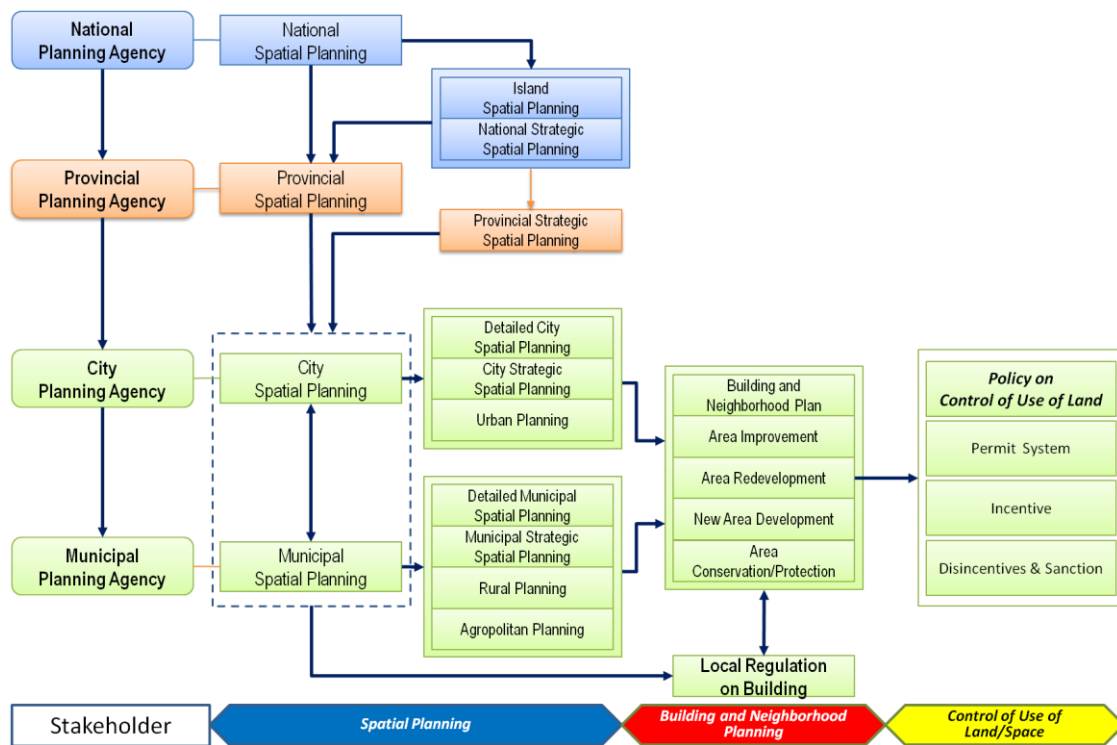 National
Planning Agency
National
Spatial Planning
Island
Spatial Planning
National Strategic
Spatial Planning
Provincial
Planning Agency
Provincial
Spatial Planning
Provincial Strategic
Spatial Planning
City
Planning Agency
City
Spatial Planning
Detailed City
Spatial Planning
City Strategic
Spatial Planning
Urban Planning
Municipal
Planning Agency
Municipal
Spatial Planning
Detailed Municipal
Spatial Planning
Municipal Strategic
Spatial Planning
Rural Planning
Agropolitan Planning
Building and
Neighborhood Plan
Area Improvement
Area Redevelopment
New Area Development
Area
Conservation/Protection
Local Regulation
on Building
Policy on
Control of Use of Land
Permit System
Incentive
Disincentives & Sanction
Stakeholder
Spatial Planning
Building and Neighborhood
Planning
Control of Use of
Land/Space